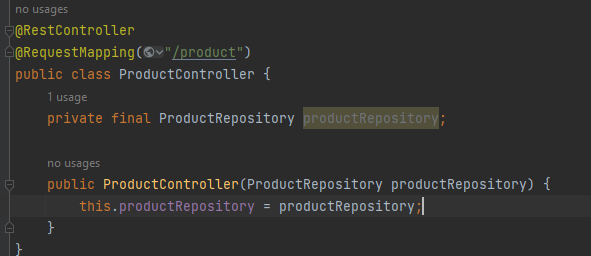 no usages
@RestController
@RequestMapping("/product")
public class ProductController {
1 usage
private final ProductRepository productRepository;
no usages
public ProductController(ProductRepository productRepository) {
this.productRepository = productRepository;
}
}